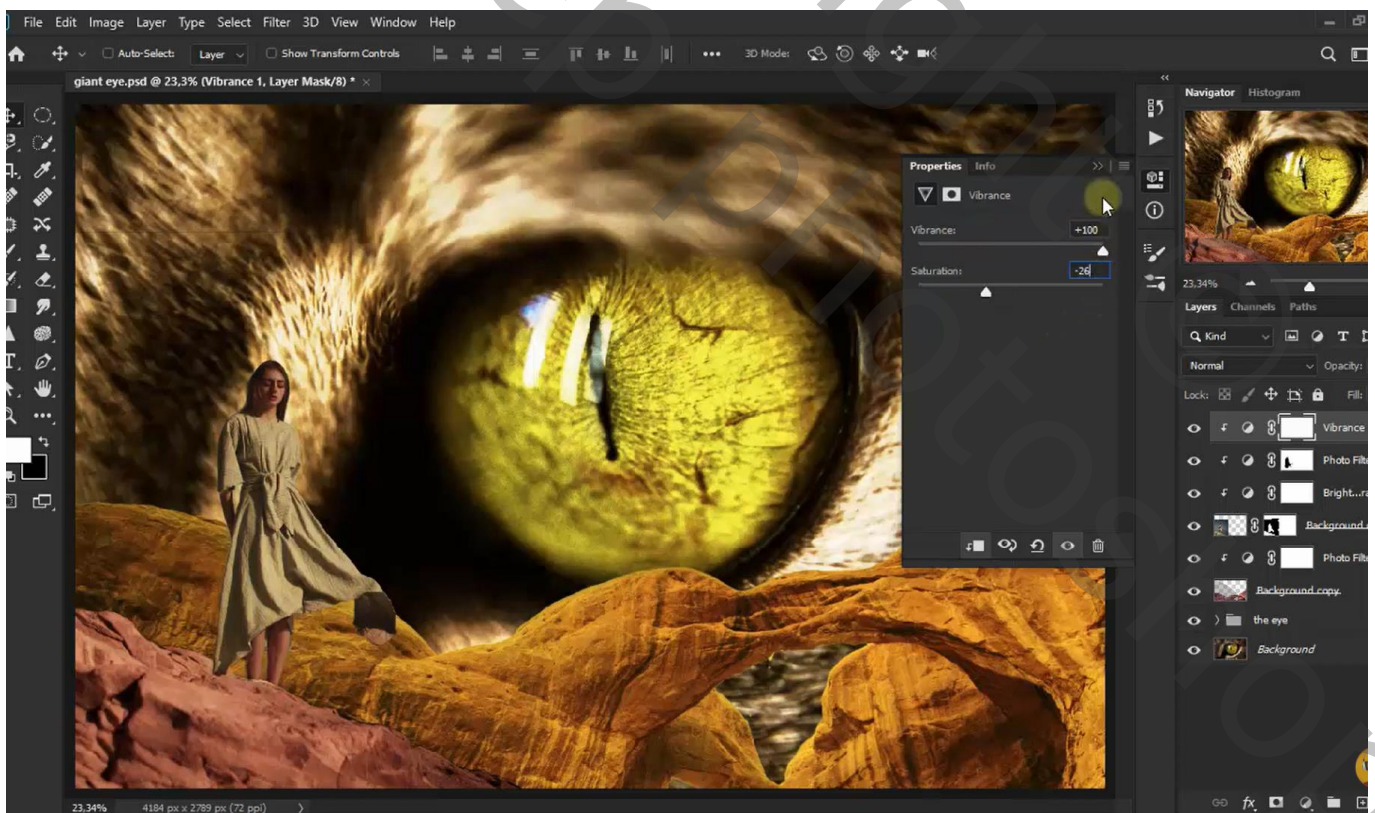 File Edit Image Layer Type Select Filter 3D View Window Help
Auto-Select: Layer Show Transform Controls 3D Mode:
giant eye.psd @ 23,3% (Vibrance 1, Layer Mask/8) * ×
Navigator Histogram
Properties Info
Vibrance
Vibrance: +100
Saturation: -26
23,34%
Layers Channels Paths
Kind
Normal Opacity:
Lock: Fill:
Vibrance
Photo Filte
Bright...ra
Background
Photo Filte
Background copy
the eye
Background
23,34% 4184 px x 2789 px (72 ppi)